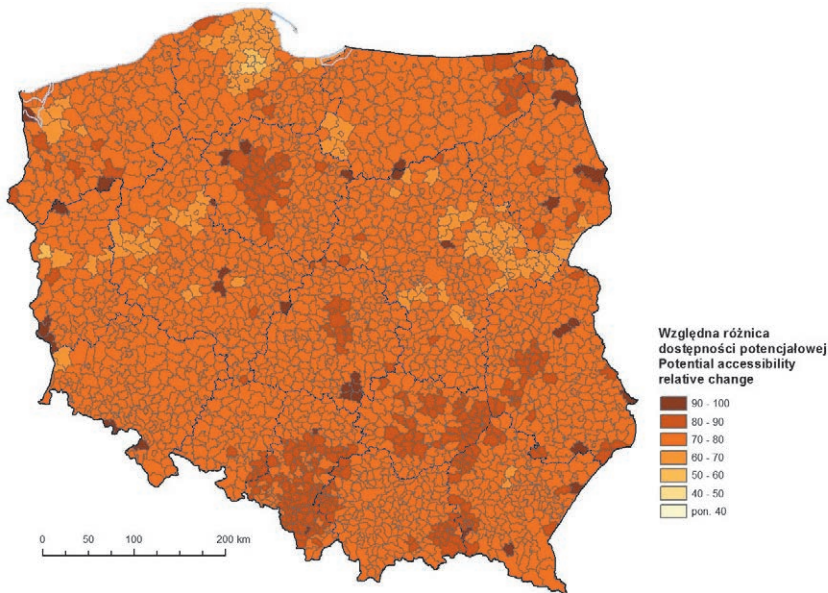 Względna różnica
dostępności potencjałowej
Potential accessibility
relative change
90 - 100
80 - 90
70 - 80
60 - 70
50 - 60
40 - 50
pon. 40
0 50 100 200 km